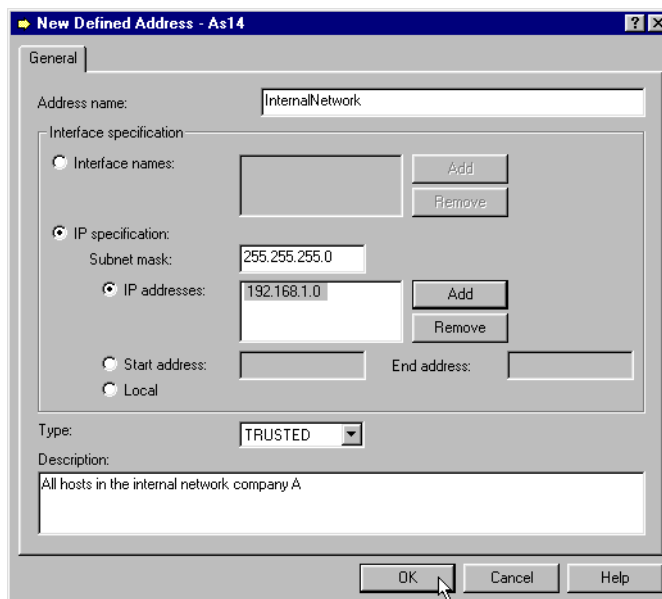 New Defined Address - As14
General
Address name: InternalNetwork
Interface specification
Interface names: Add
Remove
IP specification:
Subnet mask: 255.255.255.0
IP addresses: 192.168.1.0 Add
Remove
Start address: End address:
Local
Type: TRUSTED
Description:
All hosts in the internal network company A
OK Cancel Help